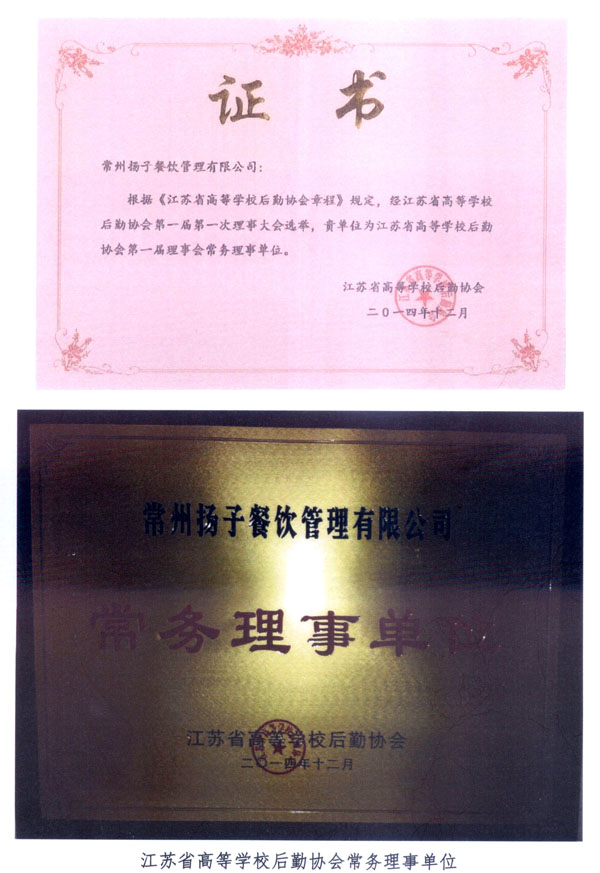 证 书
常州扬子餐饮管理有限公司：
根据《江苏省高等学校后勤协会章程》规定，经江苏省高等学校
后勤协会第一届第一次理事大会选举，贵单位为江苏省高等学校后勤
协会第一届理事会常务理事单位。
江苏省高等学校后勤协会
二〇一四年十二月
常州扬子餐饮管理有限公司
常务理事单位
江苏省高等学校后勤协会
二〇一四年十二月
江苏省高等学校后勤协会常务理事单位